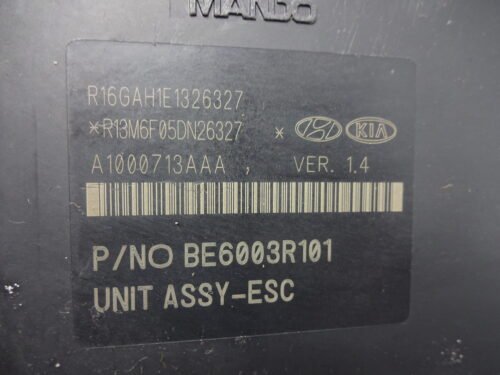 MANDO
R16GAH1E1326327
*R13M6F05DN26327 * KIA
A1000713AAA , VER. 1.4
P/NO BE6003R101
UNIT ASSY-ESC